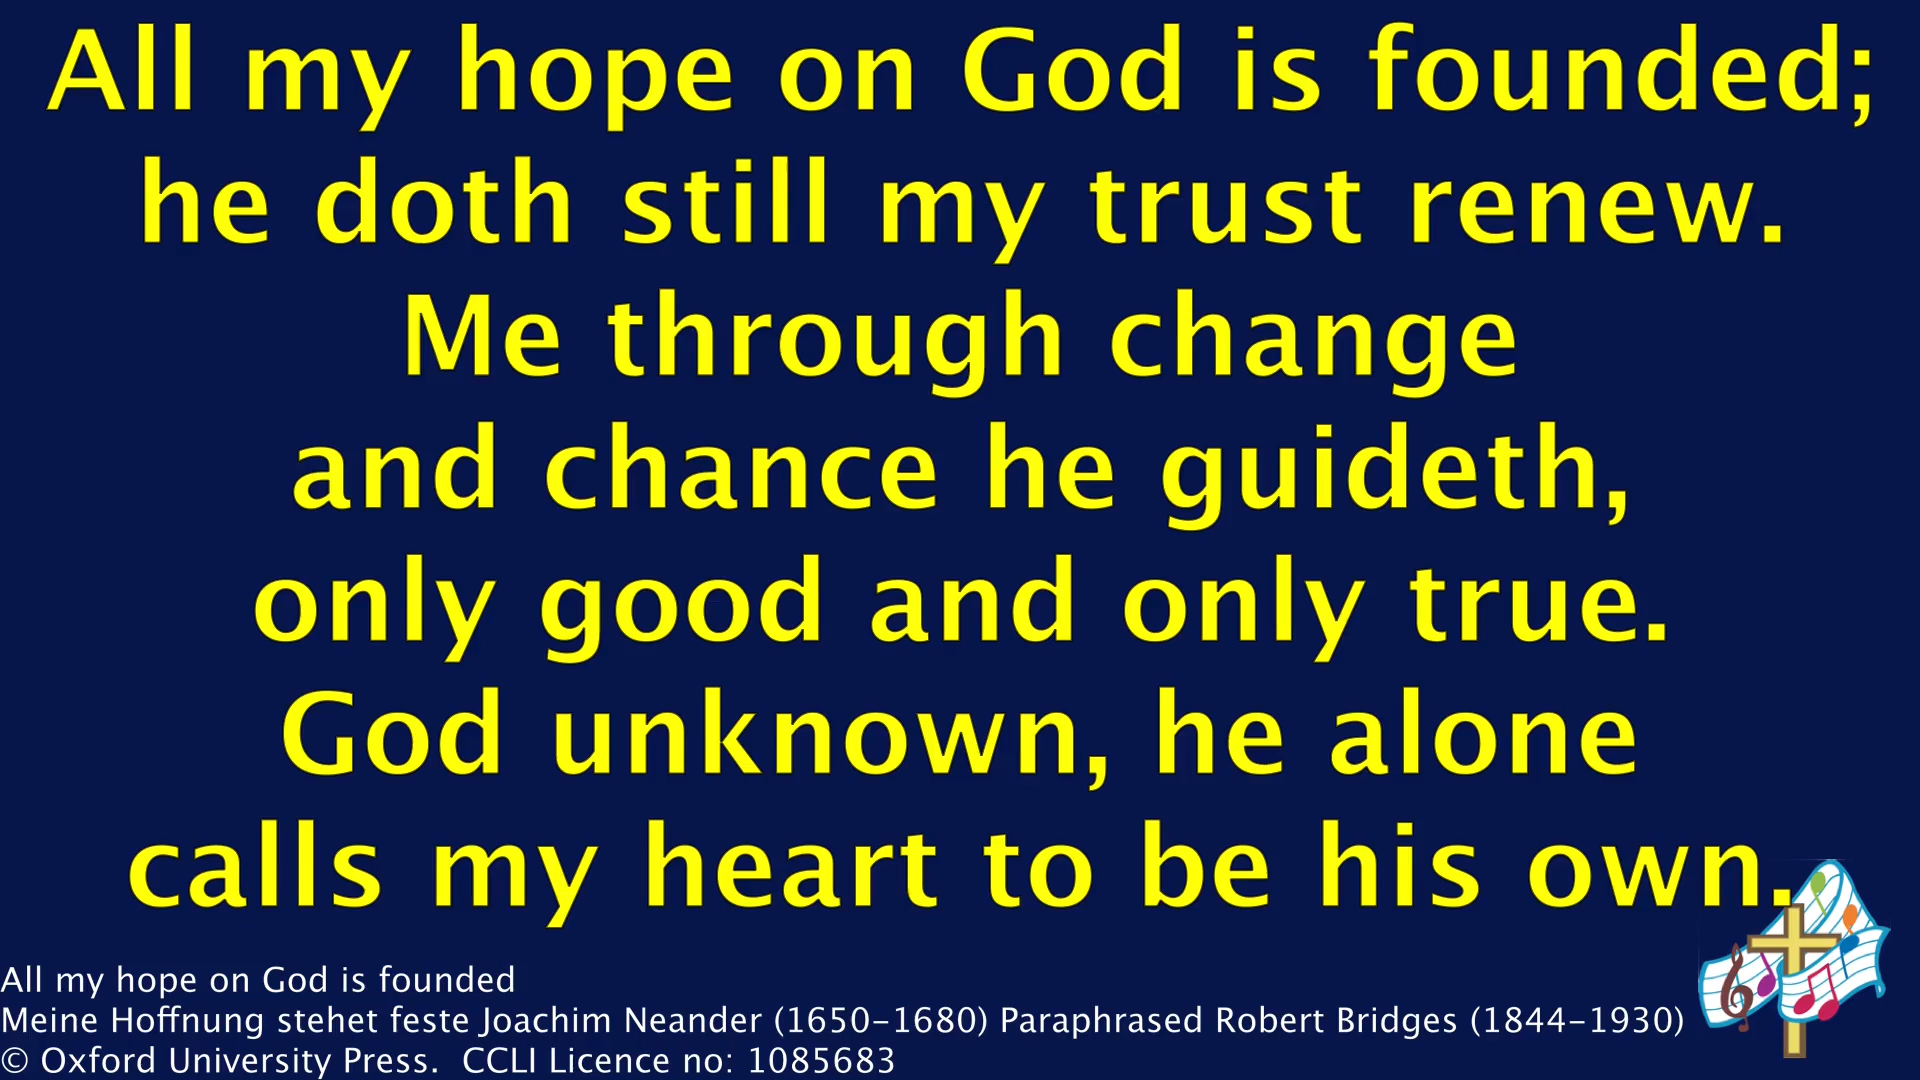 All my hope on God is founded;
he doth still my trust renew.
Me through change
and chance he guideth,
only good and only true.
God unknown, he alone
calls my heart to be his own.
All my hope on God is founded
Meine Hoffnung stehet feste Joachim Neander (1650–1680) Paraphrased Robert Bridges (1844–1930)
© Oxford University Press.  CCLI Licence no: 1085683